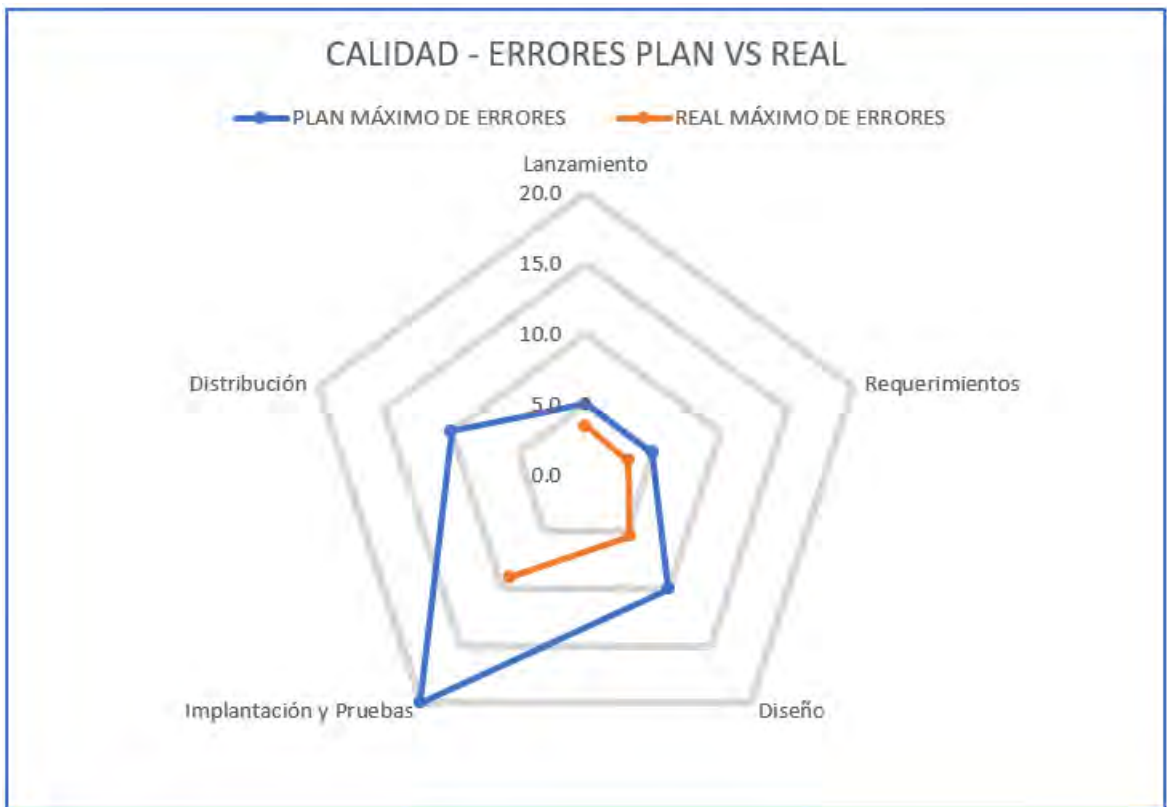 CALIDAD - ERRORES PLAN VS REAL
PLAN MÁXIMO DE ERRORES
REAL MÁXIMO DE ERRORES
Lanzamiento
20.0
15.0
10.0
5.0
0.0
Distribución
Requerimientos
Implantación y Pruebas
Diseño